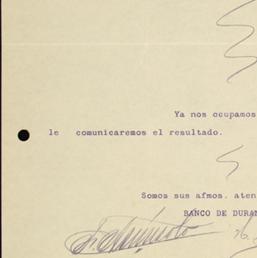 Ya nos ocupamos
le comunicaremos el resultado.
Somos sus afmos. aten
BANCO DE DURAN